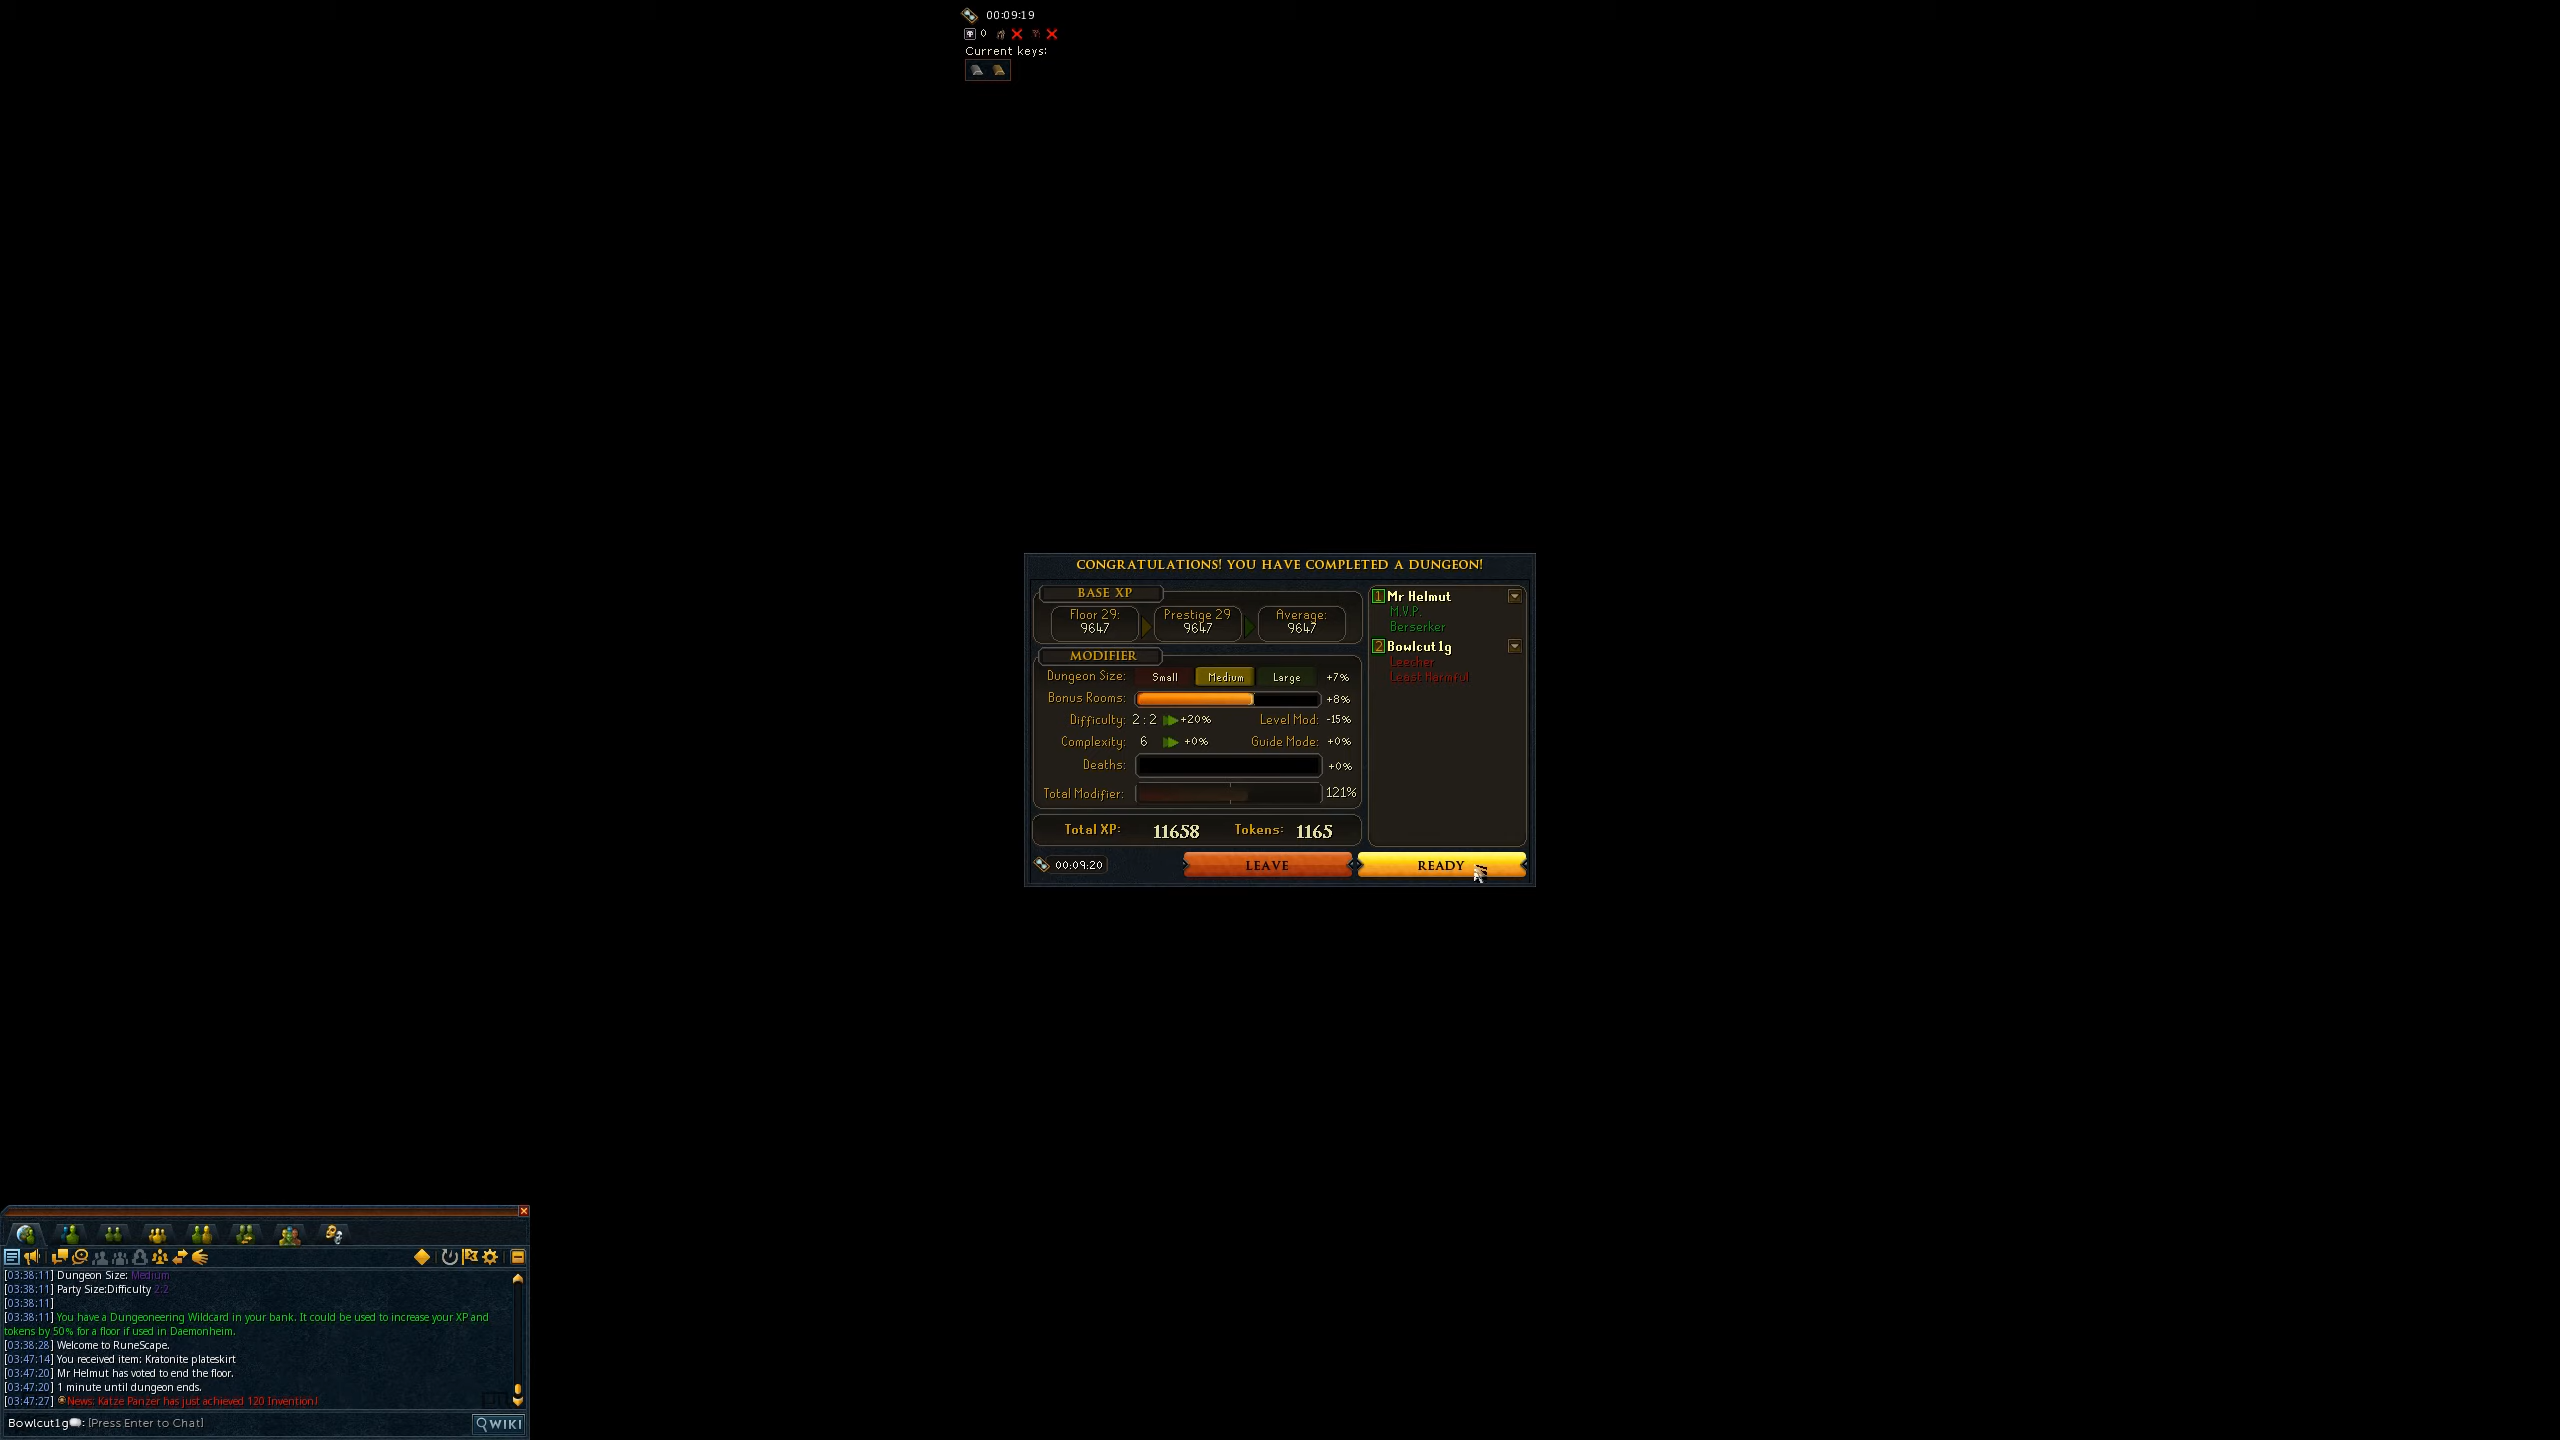 00:09:19
0
Current keys:
CONGRATULATIONS! YOU HAVE COMPLETED A DUNGEON!
BASE XP
Floor 29: 9647
Prestige 29 9647
Average: 9647
MODIFIER
Dungeon Size: Small Medium Large +7%
Bonus Rooms: +8%
Difficulty: 2 : 2 +20% Level Mod: -15%
Complexity: 6 +0% Guide Mode: +0%
Deaths: +0%
Total Modifier: 121%
Total XP: 11658 Tokens: 1165
00:09:20 LEAVE READY
1 Mr Helmut
M.V.P.
Berserker
2 Bowlcut1g
Leecher
Least Harmful
[03:38:11] Dungeon Size: Medium
[03:38:11] Party Size:Difficulty 2:2
[03:38:11]
[03:38:11] You have a Dungeoneering Wildcard in your bank. It could be used to increase your XP and
tokens by 50% for a floor if used in Daemonheim.
[03:38:28] Welcome to RuneScape.
[03:47:14] You received item: Kratonite plateskirt
[03:47:20] Mr Helmut has voted to end the floor.
[03:47:20] 1 minute until dungeon ends.
[03:47:27] News: Katze Panzer has just achieved 120 Invention!
Bowlcut1g: [Press Enter to Chat] WIKI